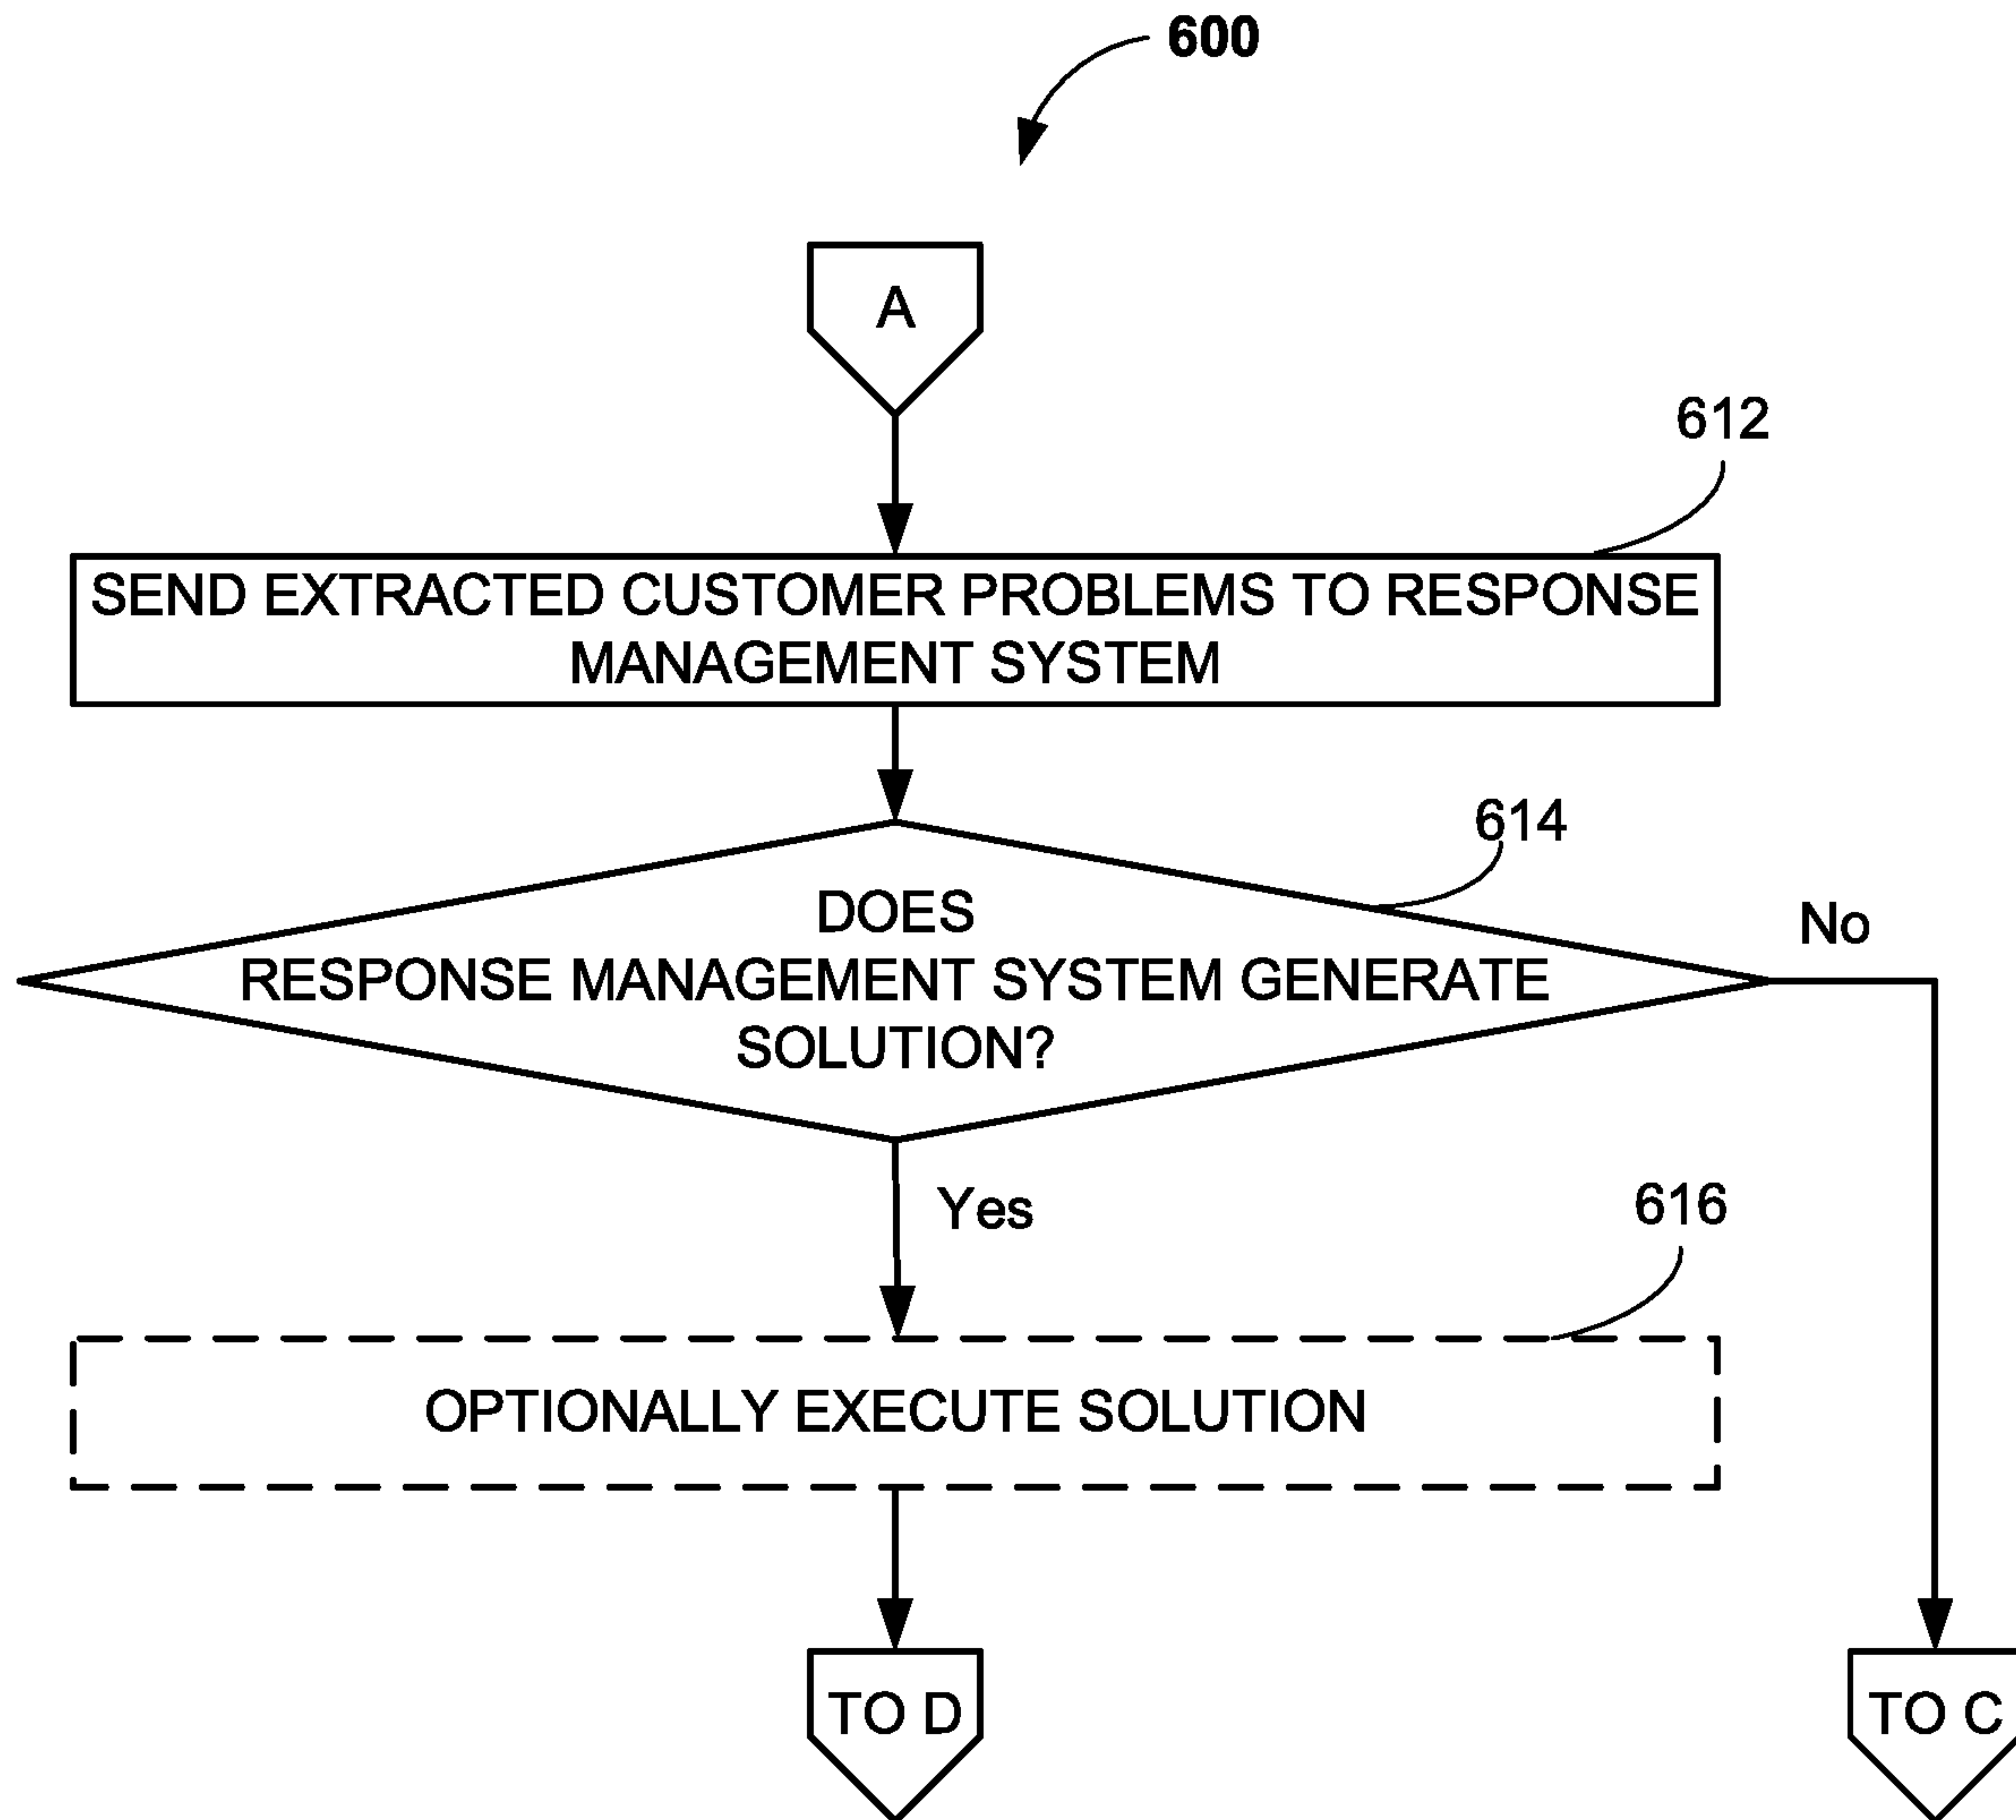 600
A
612
SEND EXTRACTED CUSTOMER PROBLEMS TO RESPONSE
MANAGEMENT SYSTEM
614
DOES
RESPONSE MANAGEMENT SYSTEM GENERATE
SOLUTION?
No
Yes
616
OPTIONALLY EXECUTE SOLUTION
TO D
TO C